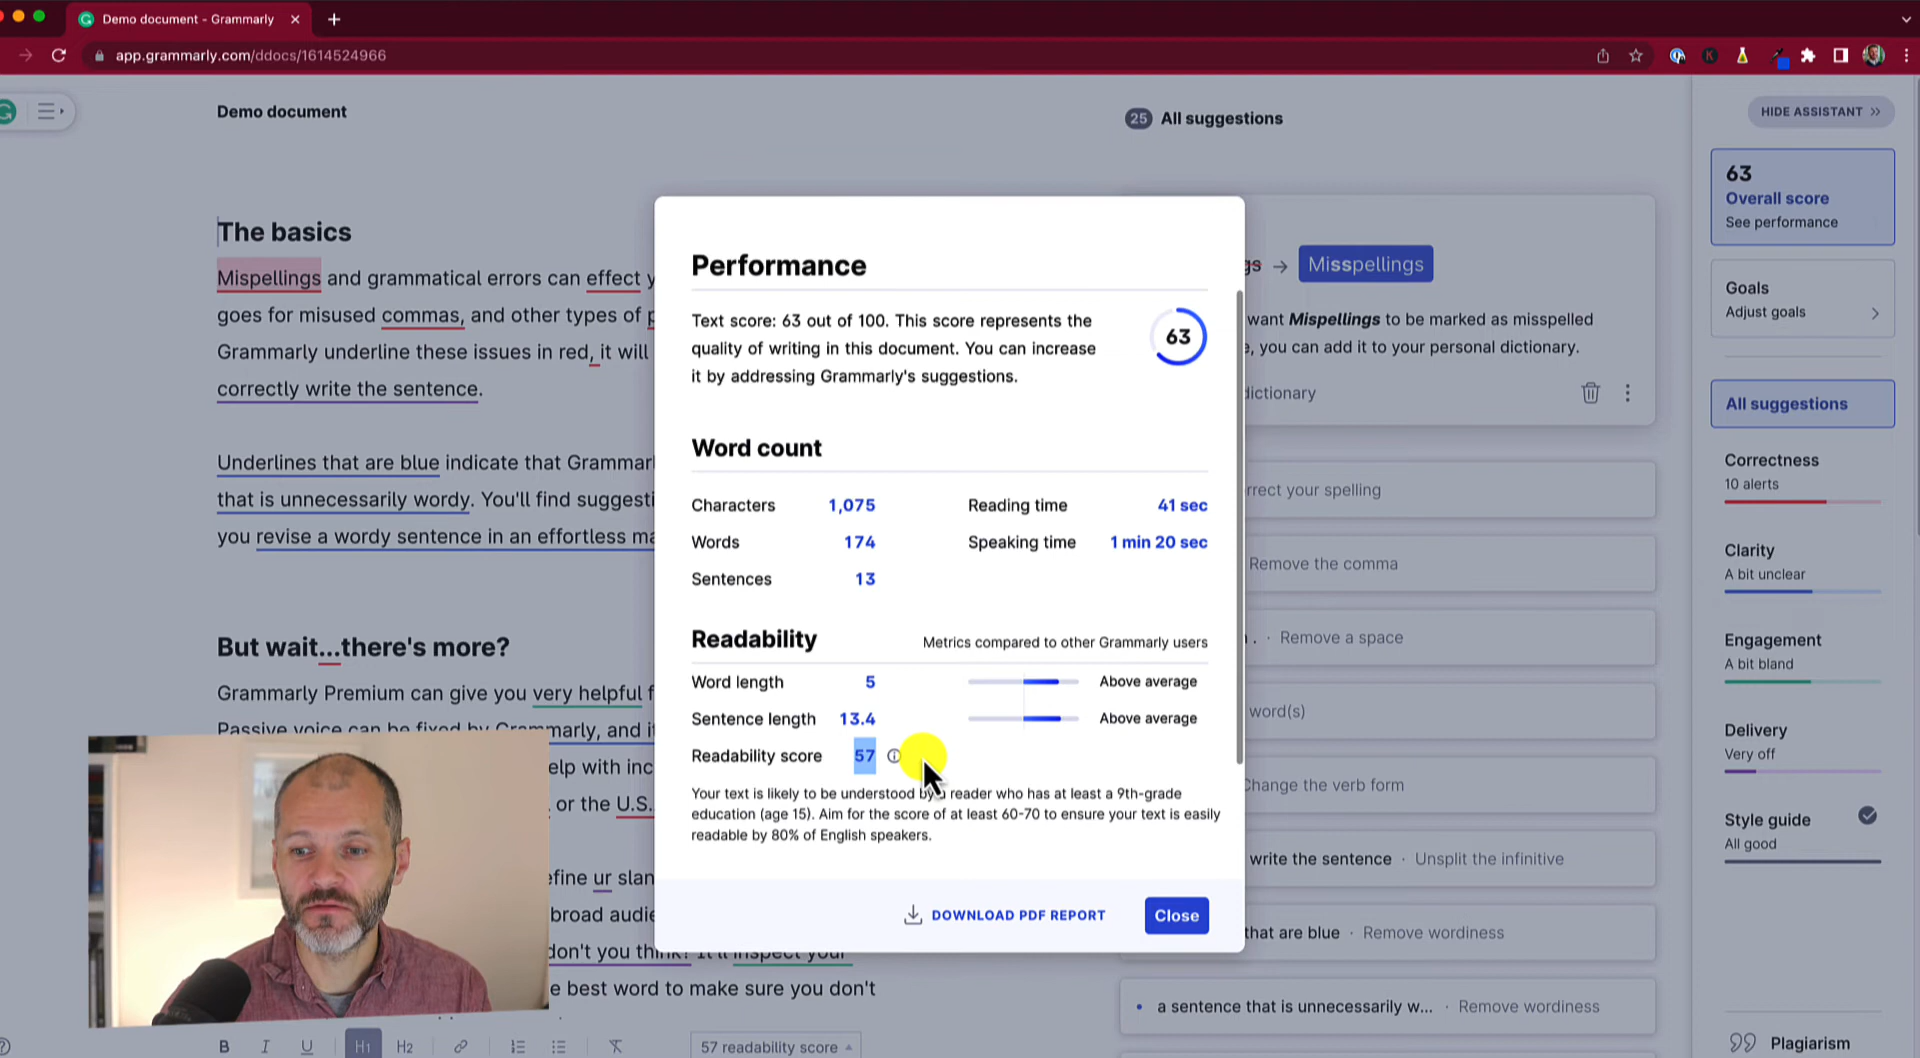 Demo document - Grammarly
app.grammarly.com/ddocs/1614524966
Demo document
25 All suggestions
HIDE ASSISTANT
The basics
Mispellings and grammatical errors can effect
goes for misused commas, and other types of
Grammarly underline these issues in red, it will
correctly write the sentence.
Underlines that are blue indicate that
that is unnecessarily wordy. You'll find
you revise a wordy sentence in an effortless
But wait...there's more?
Grammarly Premium can give you very helpful
Passive voice can be fixed by Grammarly, and
or the U.S.
ur
don't you think?
best word to make sure you don't
B I U H1 H2
57 readability score
Performance
Text score: 63 out of 100. This score represents the
quality of writing in this document. You can increase
it by addressing Grammarly's suggestions.
63
Word count
Characters 1,075 Reading time 41 sec
Words 174 Speaking time 1 min 20 sec
Sentences 13
Readability Metrics compared to other Grammarly users
Word length 5 Above average
Sentence length 13.4 Above average
Readability score 57
Your text is likely to be understood by a reader who has at least a 9th-grade
education (age 15). Aim for the score of at least 60-70 to ensure your text is easily
readable by 80% of English speakers.
DOWNLOAD PDF REPORT Close
Misspellings
want Mispellings to be marked as misspelled
, you can add it to your personal dictionary.
dictionary
your spelling
Remove the comma
· Remove a space
word(s)
Change the verb form
write the sentence · Unsplit the infinitive
that are blue · Remove wordiness
a sentence that is unnecessarily w... · Remove wordiness
63
Overall score
See performance
Goals
Adjust goals
All suggestions
Correctness
10 alerts
Clarity
A bit unclear
Engagement
A bit bland
Delivery
Very off
Style guide
All good
Plagiarism